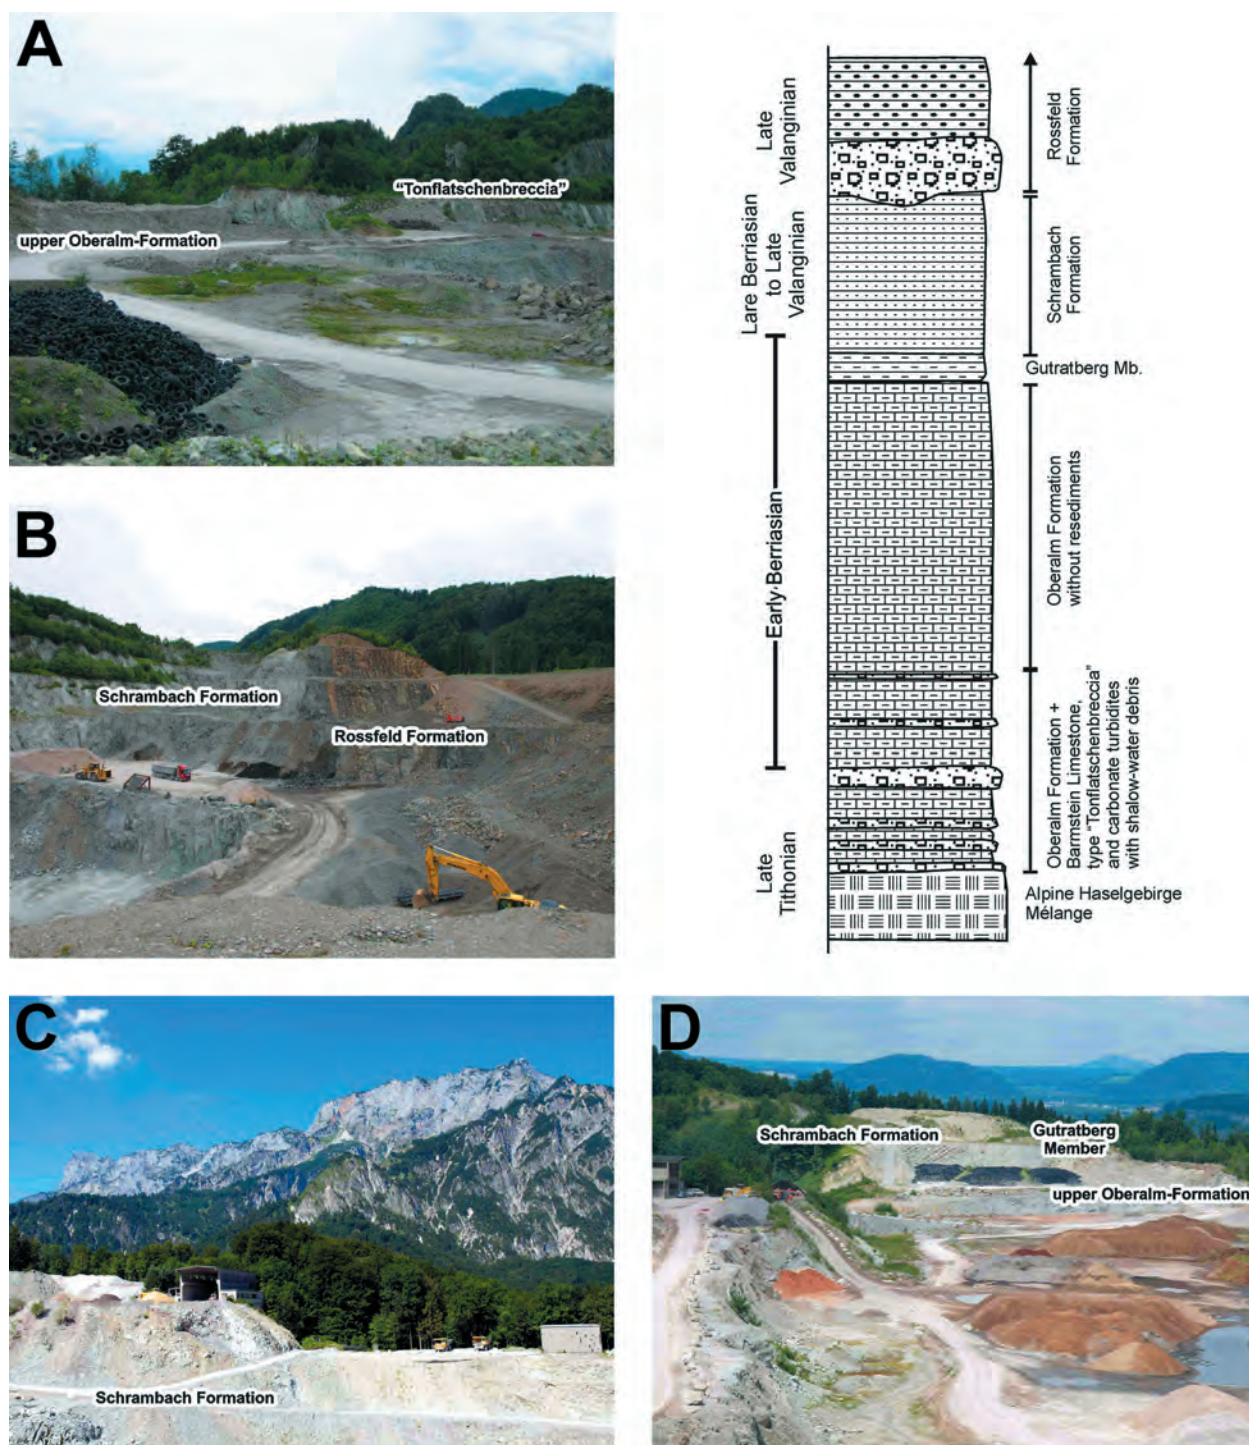 A
"Tonflatschenbreccia"
upper Oberalm-Formation
B
Schrambach Formation
Rossfeld Formation
Late
Valanginian
Lare Berriasian
to Late
Valanginian
Early Berriasian
Late
Tithonian
Rossfeld
Formation
Schrambach
Formation
Gutratberg Mb.
Oberalm Formation
without resediments
Oberalm Formation +
Barmstein Limestone,
type "Tonflatschenbreccia"
and carbonate turbidites
with shalow-water debris
Alpine Haselgebirge
Mélange
C
Schrambach Formation
D
Schrambach Formation
Gutratberg
Member
upper Oberalm-Formation